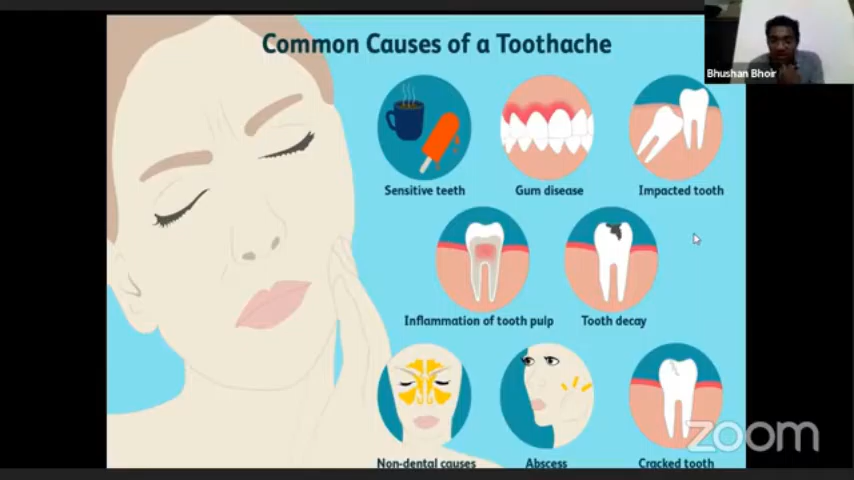 Common Causes of a Toothache
Bhushan Bhoir
Sensitive teeth
Gum disease
Impacted tooth
Inflammation of tooth pulp
Tooth decay
Non-dental causes
Abscess
Cracked tooth
zoom